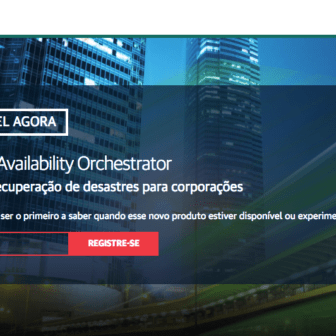 EL AGORA
Availability Orchestrator
cuperação de desastres para corporações
ser o primeiro a saber quando esse novo produto estiver disponível ou experime
REGISTRE-SE